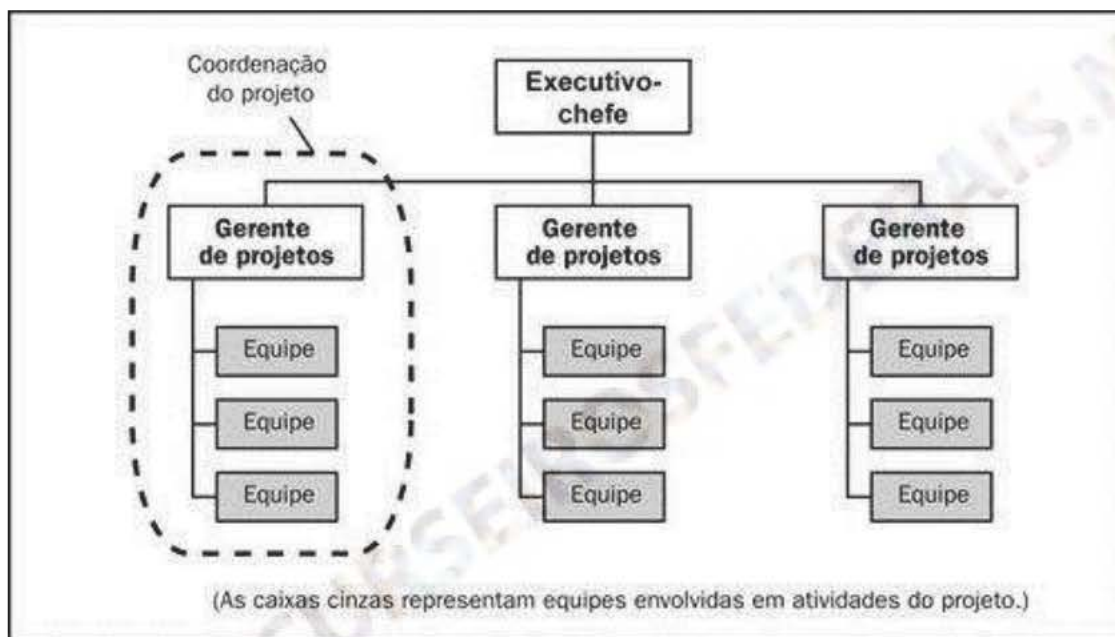 Coordenação
do projeto
Executivo-
chefe
Gerente
de projetos
Equipe
Equipe
Equipe
Gerente
de projetos
Equipe
Equipe
Equipe
Gerente
de projetos
Equipe
Equipe
Equipe
(As caixas cinzas representam equipes envolvidas em atividades do projeto.)